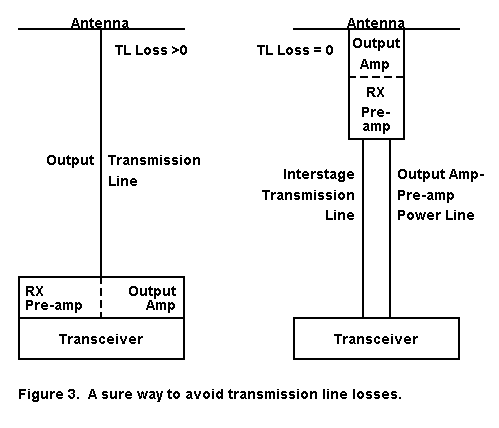 Antenna
TL Loss >0
Output Transmission
Line
RX
Pre-amp
Output
Amp
Transceiver
Antenna
TL Loss = 0
Output
Amp
RX
Pre-
amp
Interstage
Transmission
Line
Output Amp-
Pre-amp
Power Line
Transceiver
Figure 3. A sure way to avoid transmission line losses.